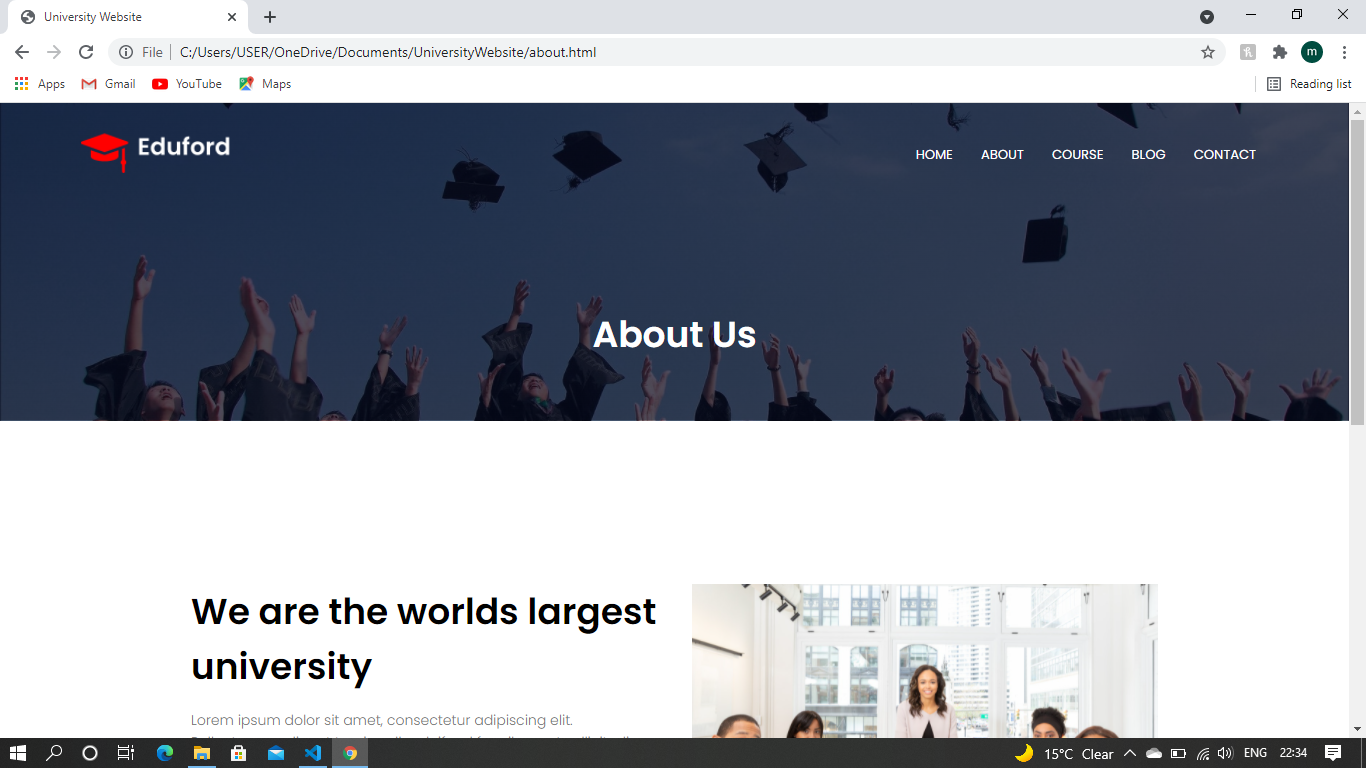 University Website
File
C:/Users/USER/OneDrive/Documents/UniversityWebsite/about.html
m
Apps
Gmail
YouTube
Maps
Reading list
Eduford
HOME
ABOUT
COURSE
BLOG
CONTACT
About Us
We are the worlds largest
university
Lorem ipsum dolor sit amet, consectetur adipiscing elit.
15°C Clear
ENG
22:34